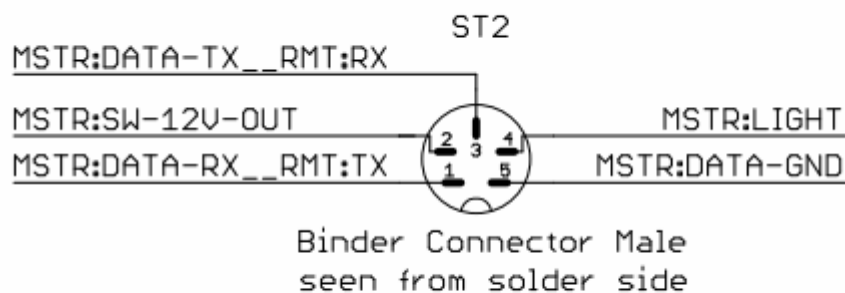 ST2
MSTR:DATA-TX__RMT:RX
MSTR:SW-12V-OUT
MSTR:LIGHT
2
3
4
MSTR:DATA-RX__RMT:TX
1
5
MSTR:DATA-GND
Binder Connector Male
seen from solder side